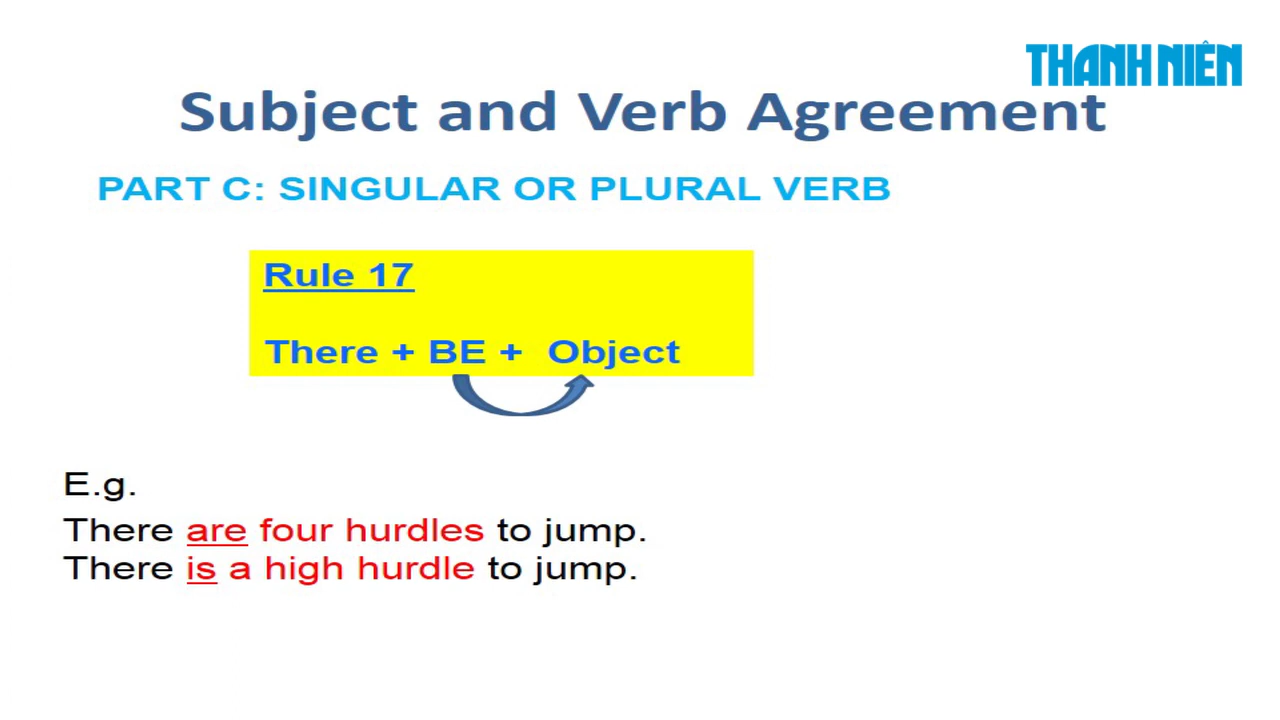 THANH NIÊN
Subject and Verb Agreement
PART C: SINGULAR OR PLURAL VERB
Rule 17
There + BE + Object
E.g.
There are four hurdles to jump.
There is a high hurdle to jump.